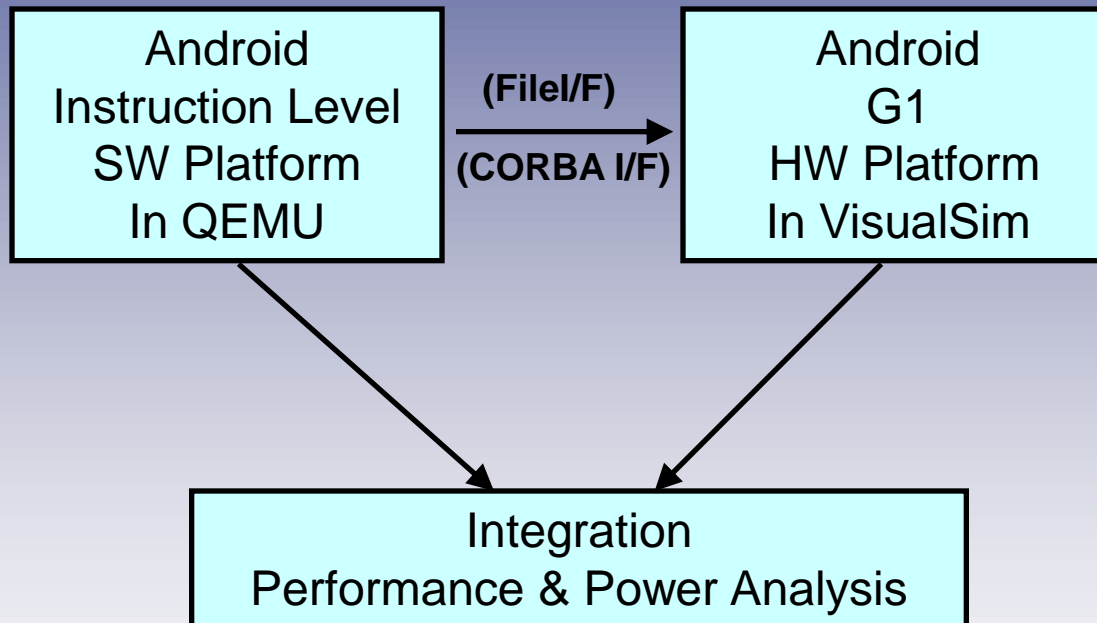 Android
Instruction Level
SW Platform
In QEMU
(FileI/F)
(CORBA I/F)
Android
G1
HW Platform
In VisualSim
Integration
Performance & Power Analysis